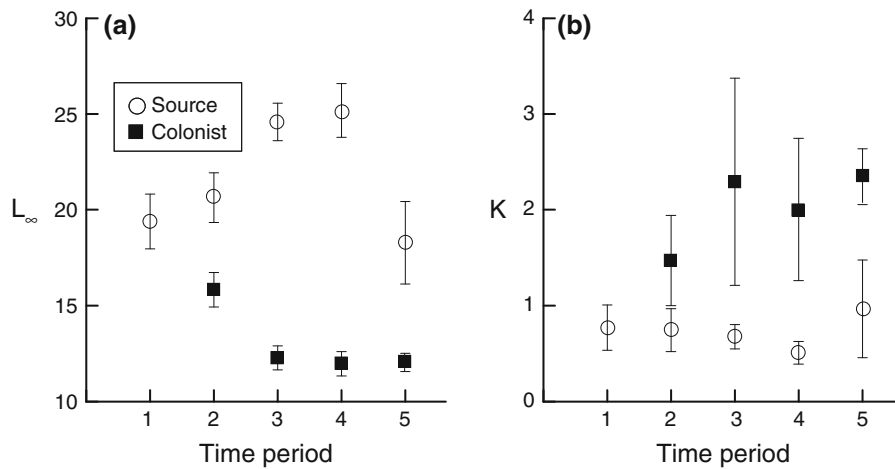 (a)
30
25
20
15
10
L∞
Source
Colonist
1 2 3 4 5
Time period
(b)
4
3
2
1
0
K
1 2 3 4 5
Time period